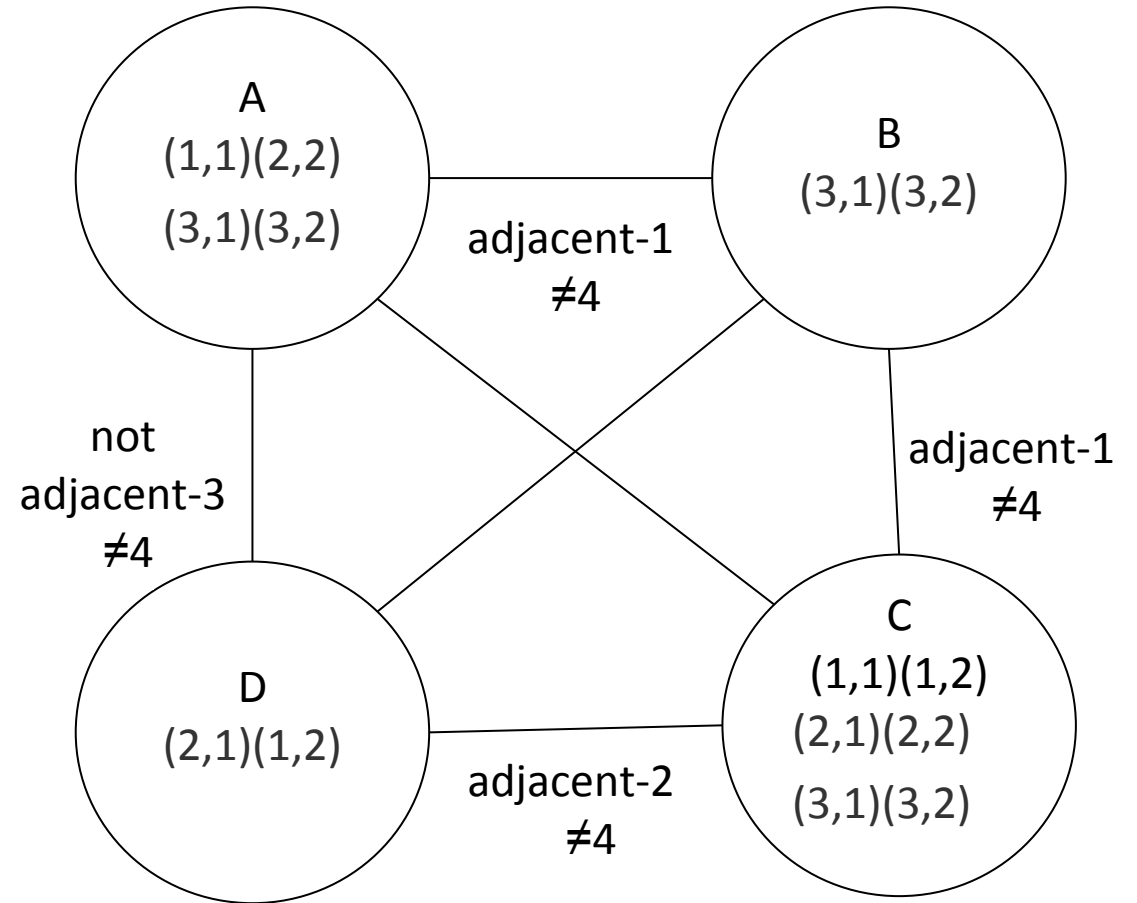 A
(1,1)(2,2)
(3,1)(3,2)
B
(3,1)(3,2)
adjacent-1
≠4
not
adjacent-3
≠4
adjacent-1
≠4
D
(2,1)(1,2)
adjacent-2
≠4
C
(1,1)(1,2)
(2,1)(2,2)
(3,1)(3,2)